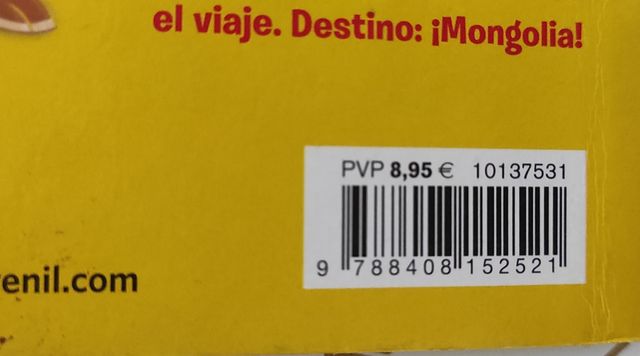 el viaje. Destino: ¡Mongolia!
PVP 8,95 € 10137531
9 788408 152521
enil.com